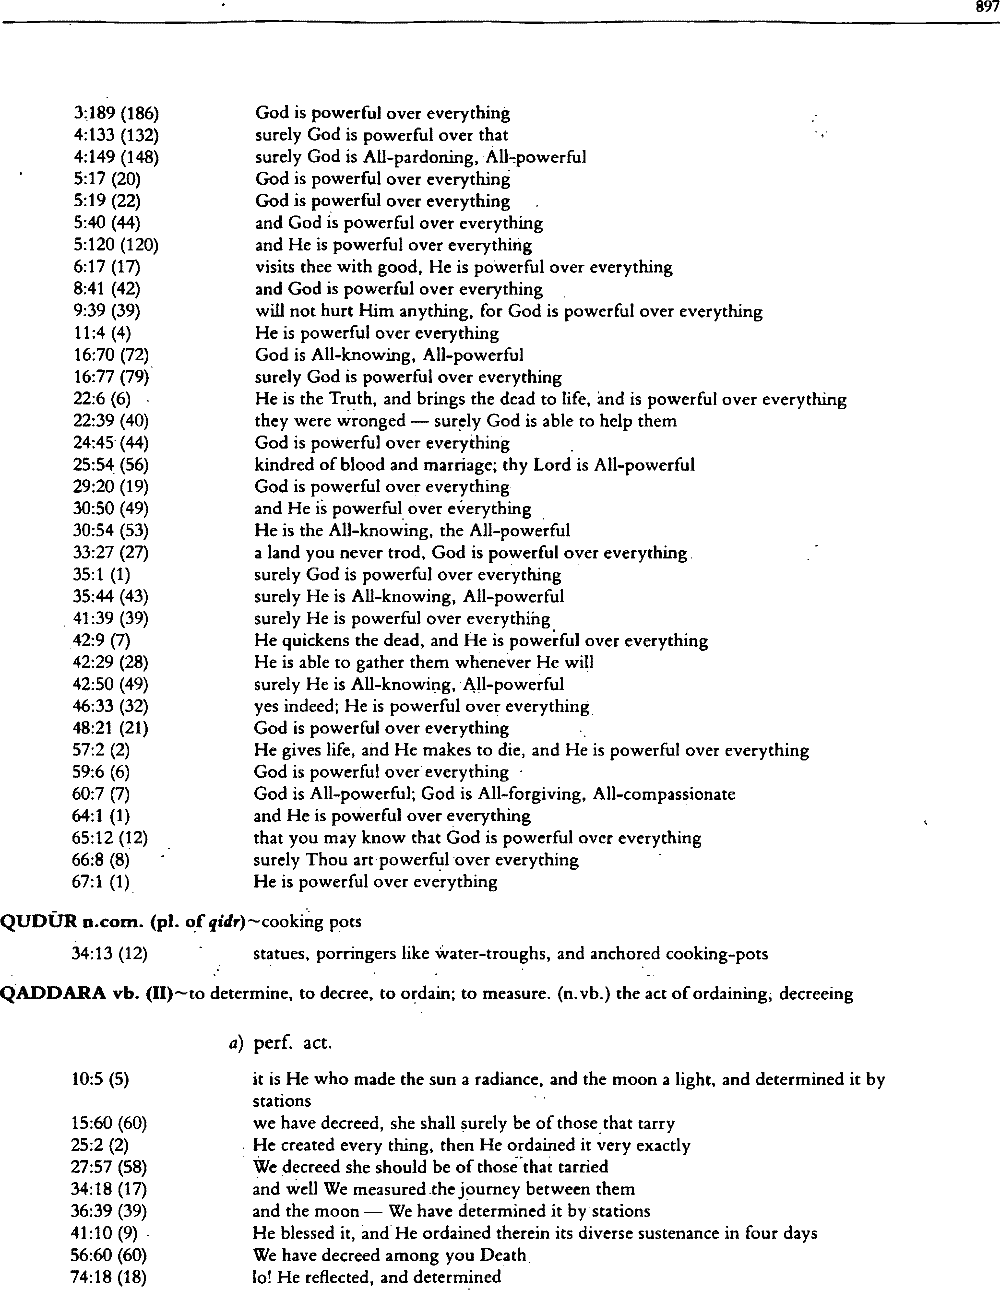 897
3:189 (186) God is powerful over everything
4:133 (132) surely God is powerful over that
4:149 (148) surely God is All-pardoning, All-powerful
5:17 (20) God is powerful over everything
5:19 (22) God is powerful over everything
5:40 (44) and God is powerful over everything
5:120 (120) and He is powerful over everything
6:17 (17) visits thee with good, He is powerful over everything
8:41 (42) and God is powerful over everything
9:39 (39) will not hurt Him anything, for God is powerful over everything
11:4 (4) He is powerful over everything
16:70 (72) God is All-knowing, All-powerful
16:77 (79) surely God is powerful over everything
22:6 (6) He is the Truth, and brings the dead to life, and is powerful over everything
22:39 (40) they were wronged — surely God is able to help them
24:45 (44) God is powerful over everything
25:54 (56) kindred of blood and marriage; thy Lord is All-powerful
29:20 (19) God is powerful over everything
30:50 (49) and He is powerful over everything
30:54 (53) He is the All-knowing, the All-powerful
33:27 (27) a land you never trod, God is powerful over everything
35:1 (1) surely God is powerful over everything
35:44 (43) surely He is All-knowing, All-powerful
41:39 (39) surely He is powerful over everything
42:9 (7) He quickens the dead, and He is powerful over everything
42:29 (28) He is able to gather them whenever He will
42:50 (49) surely He is All-knowing, All-powerful
46:33 (32) yes indeed; He is powerful over everything
48:21 (21) God is powerful over everything
57:2 (2) He gives life, and He makes to die, and He is powerful over everything
59:6 (6) God is powerful over everything
60:7 (7) God is All-powerful; God is All-forgiving, All-compassionate
64:1 (1) and He is powerful over everything
65:12 (12) that you may know that God is powerful over everything
66:8 (8) surely Thou art powerful over everything
67:1 (1) He is powerful over everything
QUDŪR n.com. (pl. of qidr)~cooking pots
34:13 (12) statues, porringers like water-troughs, and anchored cooking-pots
QADDARA vb. (II)~to determine, to decree, to ordain; to measure. (n.vb.) the act of ordaining, decreeing
a) perf. act.
10:5 (5) it is He who made the sun a radiance, and the moon a light, and determined it by
stations
15:60 (60) we have decreed, she shall surely be of those that tarry
25:2 (2) He created every thing, then He ordained it very exactly
27:57 (58) We decreed she should be of those that tarried
34:18 (17) and well We measured the journey between them
36:39 (39) and the moon — We have determined it by stations
41:10 (9) He blessed it, and He ordained therein its diverse sustenance in four days
56:60 (60) We have decreed among you Death
74:18 (18) lo! He reflected, and determined